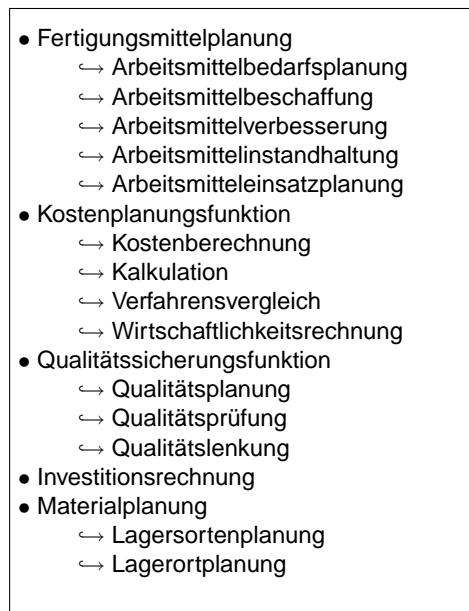 • Fertigungsmittelplanung
↪ Arbeitsmittelbedarfsplanung
↪ Arbeitsmittelbeschaffung
↪ Arbeitsmittelverbesserung
↪ Arbeitsmittelinstandhaltung
↪ Arbeitsmitteleinsatzplanung
• Kostenplanungsfunktion
↪ Kostenberechnung
↪ Kalkulation
↪ Verfahrensvergleich
↪ Wirtschaftlichkeitsrechnung
• Qualitätssicherungsfunktion
↪ Qualitätsplanung
↪ Qualitätsprüfung
↪ Qualitätslenkung
• Investitionsrechnung
• Materialplanung
↪ Lagersortenplanung
↪ Lagerortplanung